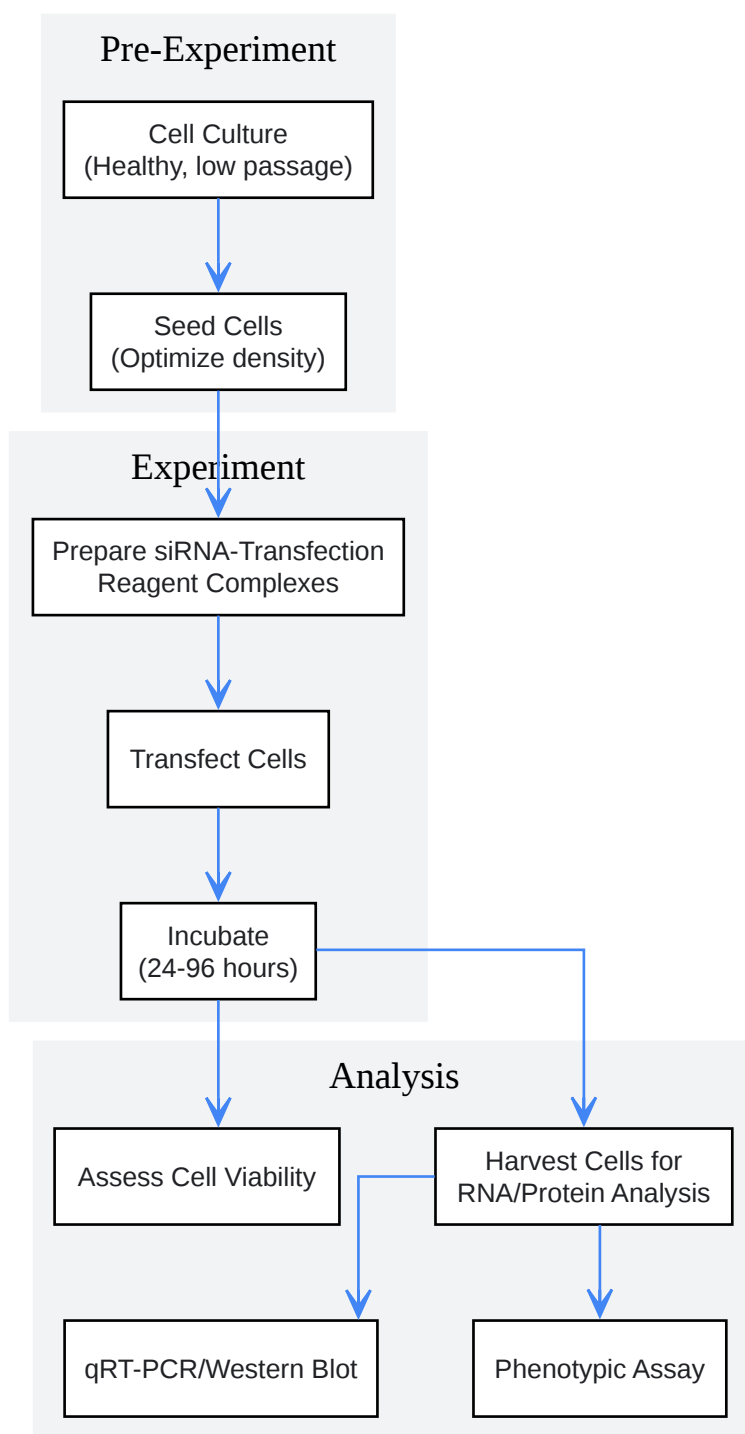 Pre-Experiment
Cell Culture
(Healthy, low passage)
Seed Cells
(Optimize density)
Experiment
Prepare siRNA-Transfection
Reagent Complexes
Transfect Cells
Incubate
(24-96 hours)
Analysis
Assess Cell Viability
Harvest Cells for
RNA/Protein Analysis
qRT-PCR/Western Blot
Phenotypic Assay